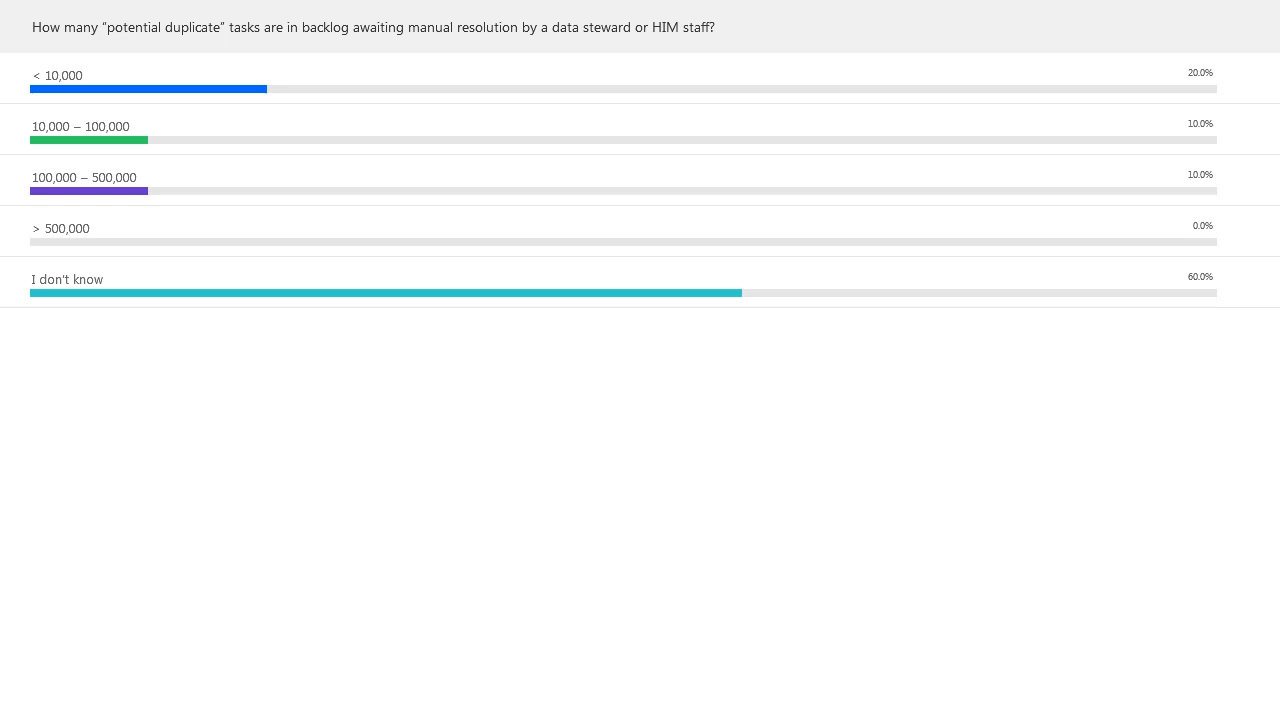 How many “potential duplicate” tasks are in backlog awaiting manual resolution by a data steward or HIM staff?
< 10,000
20.0%
10,000 – 100,000
10.0%
100,000 – 500,000
10.0%
> 500,000
0.0%
I don't know
60.0%